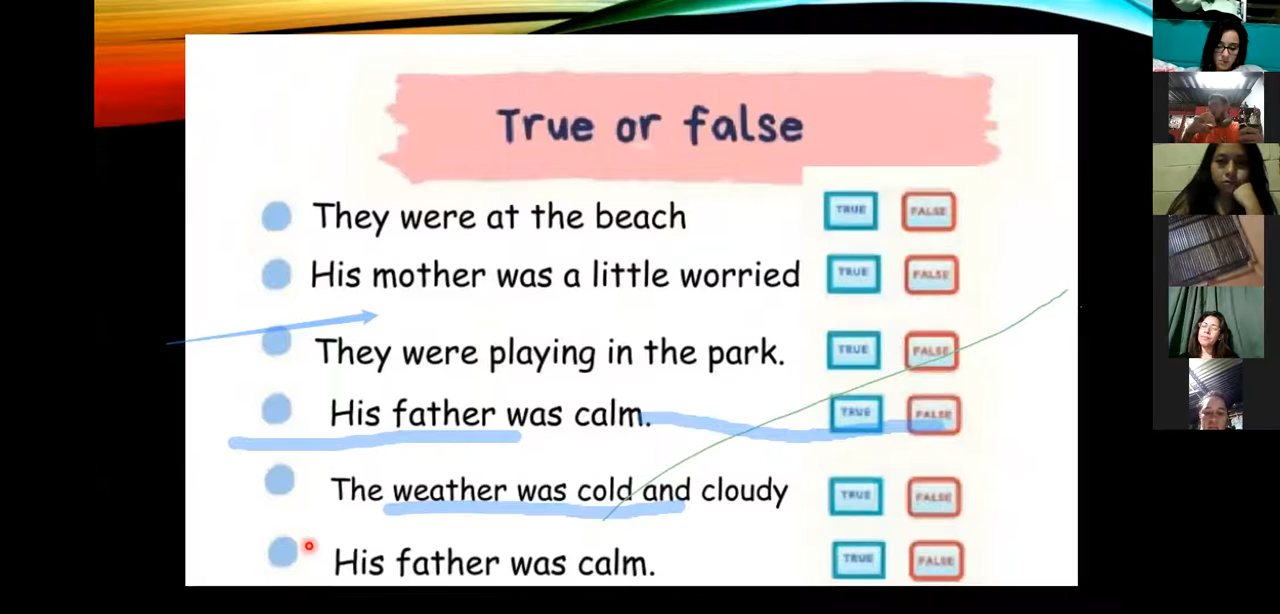 True or false
They were at the beach TRUE FALSE
His mother was a little worried TRUE FALSE
They were playing in the park. TRUE FALSE
His father was calm. TRUE FALSE
The weather was cold and cloudy TRUE FALSE
His father was calm. TRUE FALSE